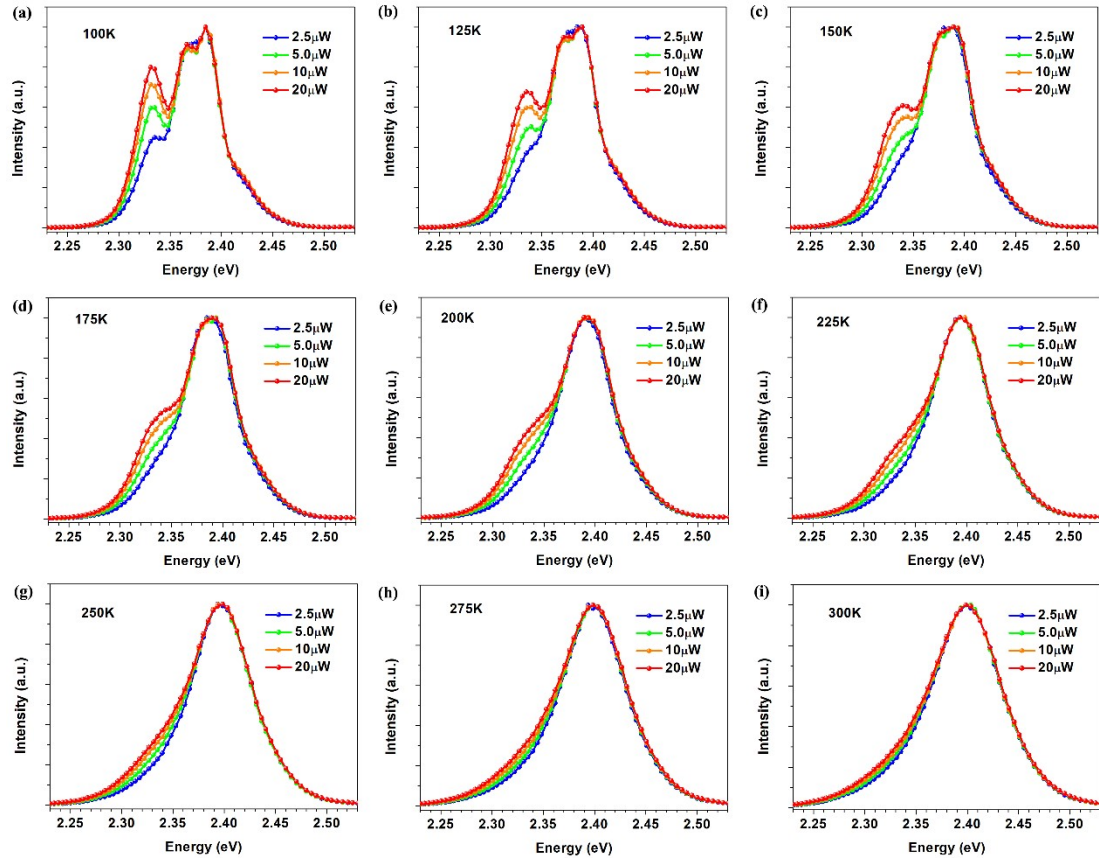 (a)
100K
2.5μW
5.0μW
10μW
20μW
Intensity (a.u.)
2.25 2.30 2.35 2.40 2.45 2.50
Energy (eV)
(b)
125K
2.5μW
5.0μW
10μW
20μW
Intensity (a.u.)
2.25 2.30 2.35 2.40 2.45 2.50
Energy (eV)
(c)
150K
2.5μW
5.0μW
10μW
20μW
Intensity (a.u.)
2.25 2.30 2.35 2.40 2.45 2.50
Energy (eV)
(d)
175K
2.5μW
5.0μW
10μW
20μW
Intensity (a.u.)
2.25 2.30 2.35 2.40 2.45 2.50
Energy (eV)
(e)
200K
2.5μW
5.0μW
10μW
20μW
Intensity (a.u.)
2.25 2.30 2.35 2.40 2.45 2.50
Energy (eV)
(f)
225K
2.5μW
5.0μW
10μW
20μW
Intensity (a.u.)
2.25 2.30 2.35 2.40 2.45 2.50
Energy (eV)
(g)
250K
2.5μW
5.0μW
10μW
20μW
Intensity (a.u.)
2.25 2.30 2.35 2.40 2.45 2.50
Energy (eV)
(h)
275K
2.5μW
5.0μW
10μW
20μW
Intensity (a.u.)
2.25 2.30 2.35 2.40 2.45 2.50
Energy (eV)
(i)
300K
2.5μW
5.0μW
10μW
20μW
Intensity (a.u.)
2.25 2.30 2.35 2.40 2.45 2.50
Energy (eV)